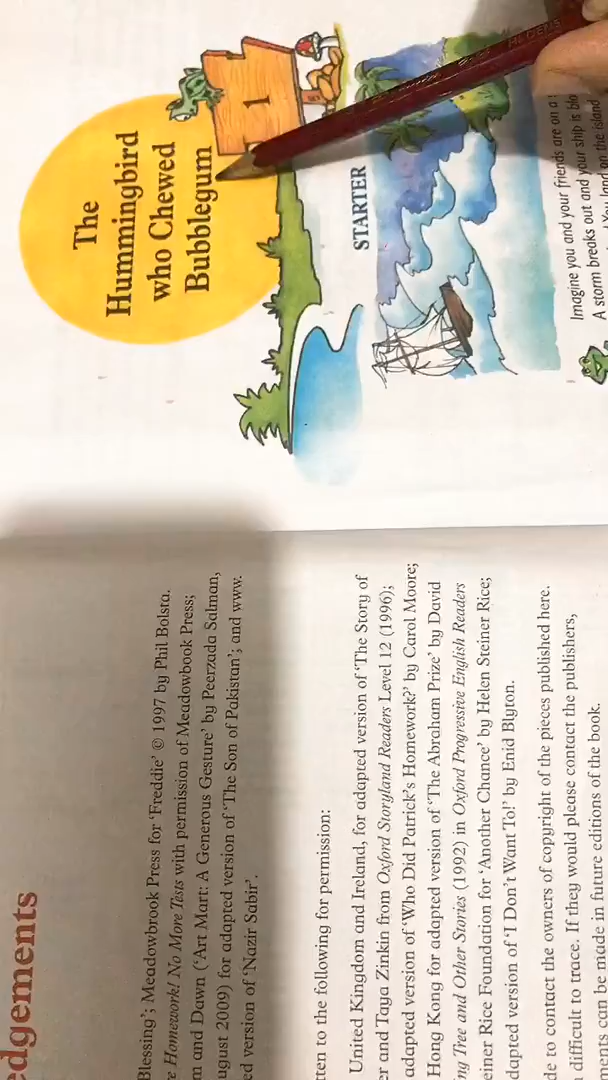 edgements
Blessing'; Meadowbrook Press for 'Freddie' © 1997 by Phil Bolsta.
Homework! No More Tests with permission of Meadowbook Press;
and Dawn ('Art Mart: A Generous Gesture' by Peerzada Salman,
ugust 2009) for adapted version of 'The Son of Pakistan'; and www.
ed version of 'Nazir Sabir'.
tten to the following for permission:
United Kingdom and Ireland, for adapted version of 'The Story of
er and Taya Zinkin from Oxford Storyland Readers Level 12 (1996);
adapted version of 'Who Did Patrick's Homework?' by Carol Moore;
Hong Kong for adapted version of 'The Abraham Prize' by David
ng Tree and Other Stories (1992) in Oxford Progressive English Readers
einer Rice Foundation for 'Another Chance' by Helen Steiner Rice;
dapted version of 'I Don't Want To!' by Enid Blyton.
de to contact the owners of copyright of the pieces published here.
difficult to trace. If they would please contact the publishers,
ments can be made in future editions of the book.
The
Hummingbird
who Chewed
Bubblegum
1
STARTER
Imagine you and your friends are on a
A storm breaks out and your ship is blo
on the island